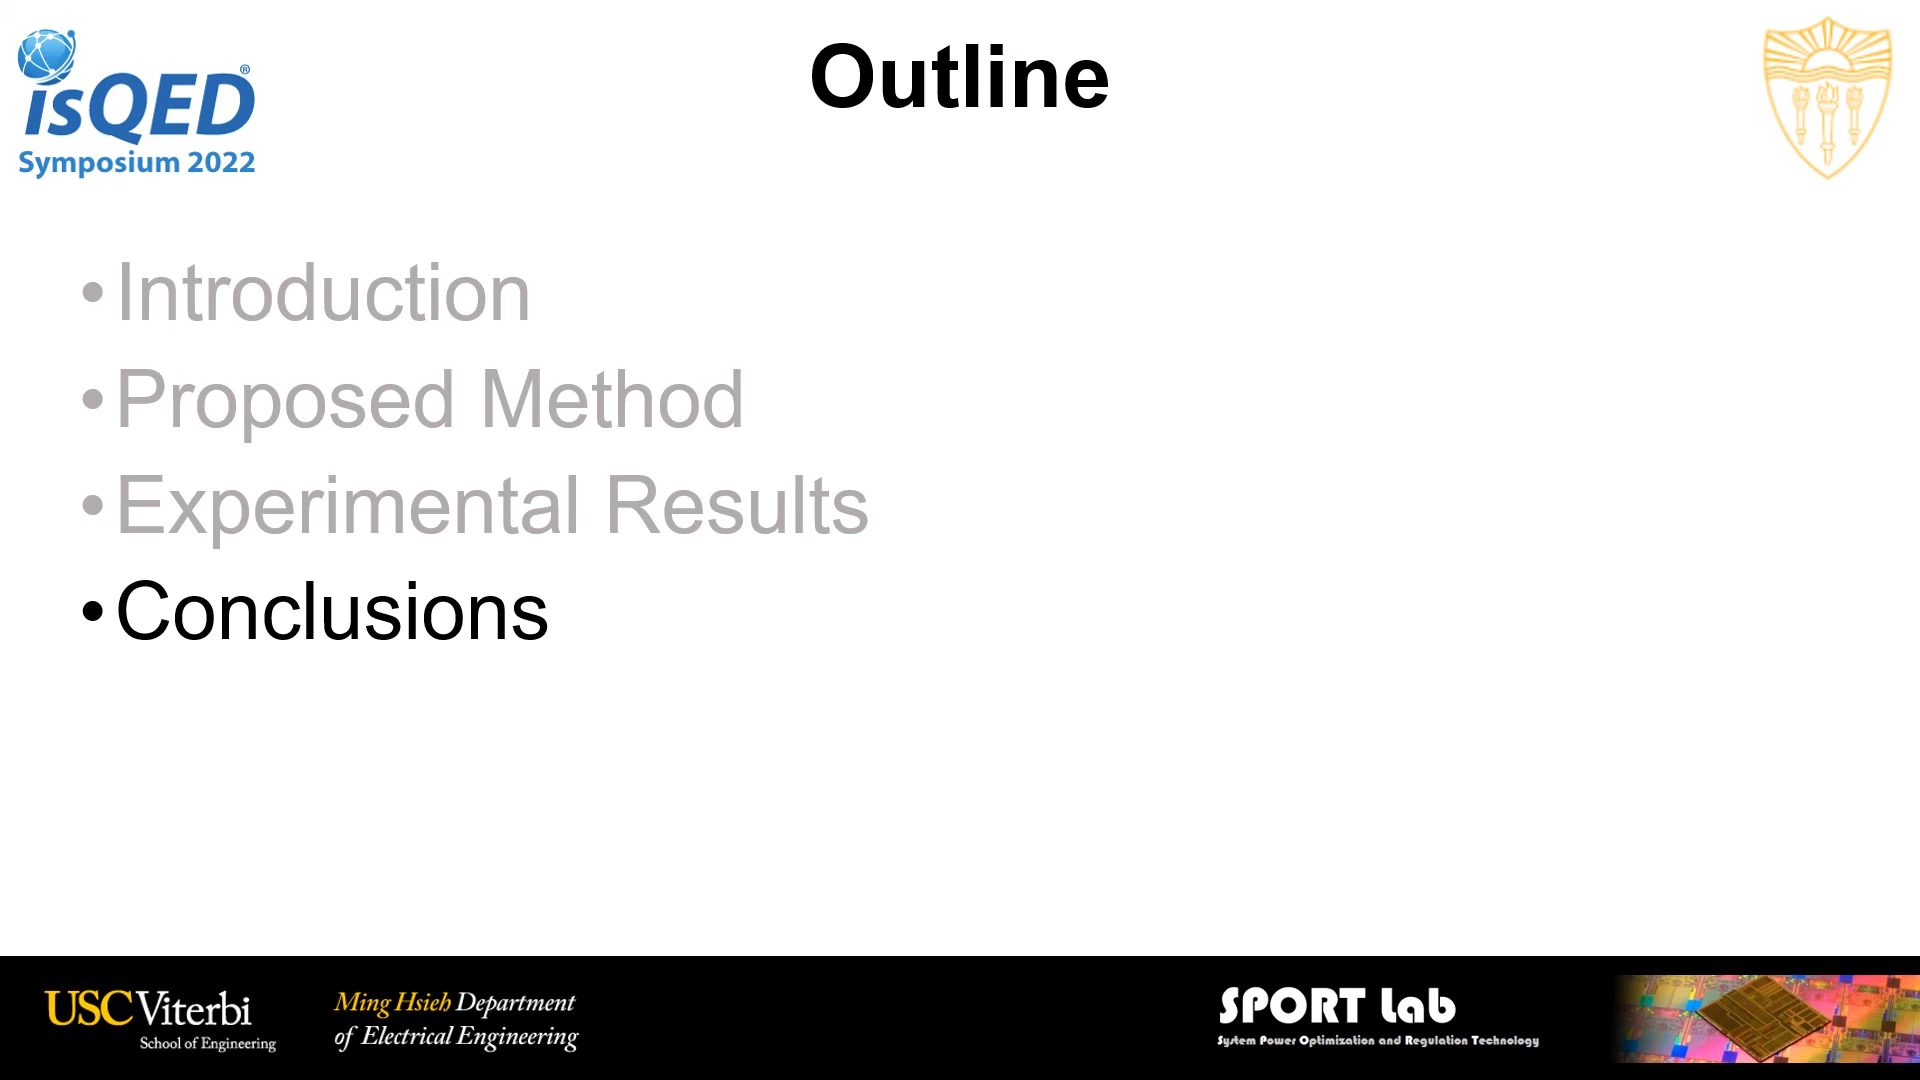 isQED®
Symposium 2022
Outline
•Introduction
•Proposed Method
•Experimental Results
•Conclusions
USC Viterbi
School of Engineering
Ming Hsieh Department
of Electrical Engineering
SPORT Lab
System Power Optimization and Regulation Technology